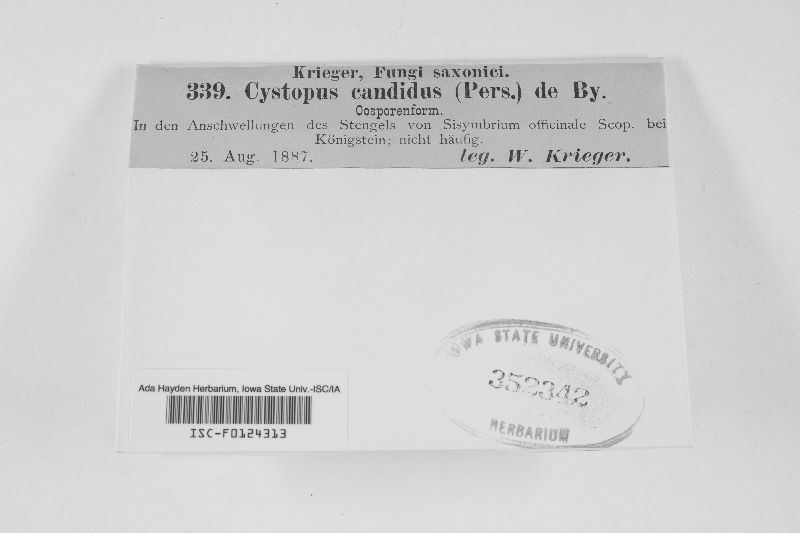 Krieger, Fungi saxonici.
339. Cystopus candidus (Pers.) de By.
Oosporenform.
In den Anschwellungen des Stengels von Sisymbrium officinale Scop. bei
Königstein; nicht häufig.
25. Aug. 1887. leg. W. Krieger.
IOWA STATE UNIVERSITY
352342
HERBARIUM
Ada Hayden Herbarium, Iowa State Univ.-ISC/IA
ISC-F0124313